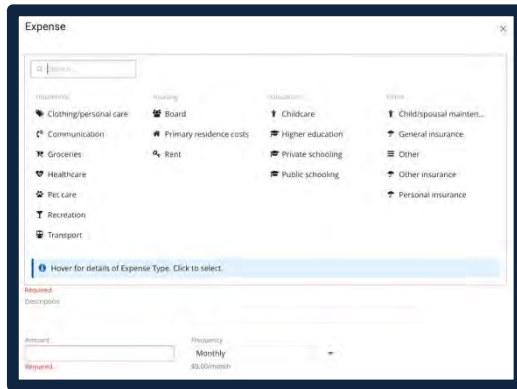 Expense
Search...
Household
Clothing/personal care
Communication
Groceries
Healthcare
Pet care
Recreation
Transport
Housing
Board
Primary residence costs
Rent
Education
Childcare
Higher education
Private schooling
Public schooling
Other
Child/spousal mainten...
General insurance
Other
Other insurance
Personal insurance
Hover for details of Expense Type. Click to select.
Required.
Description
Amount
Required.
Frequency
Monthly
$0.00/month